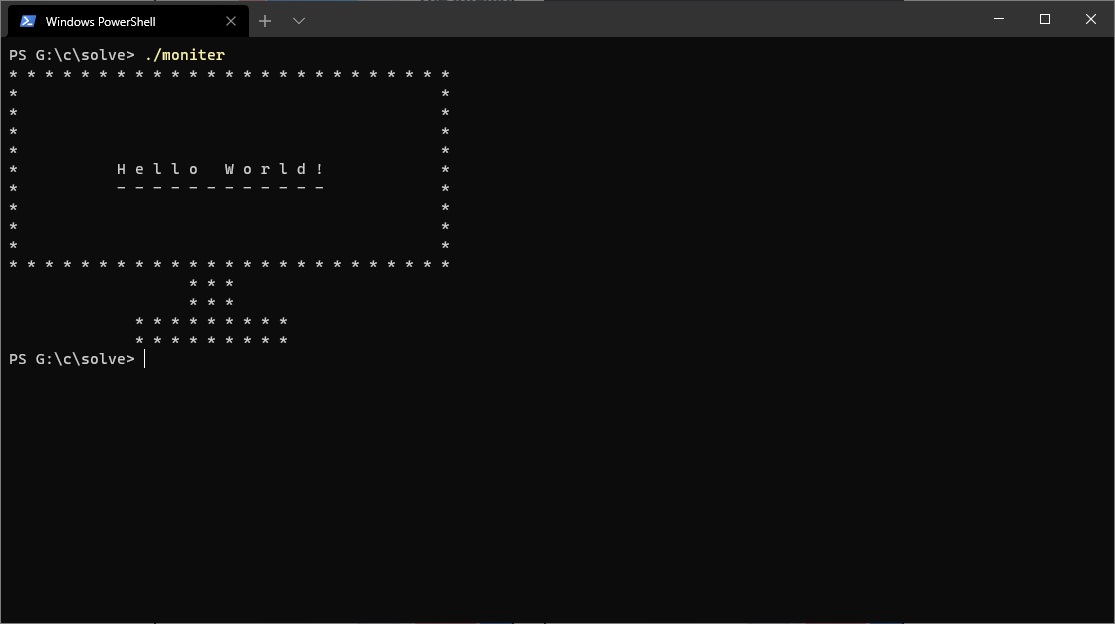 Windows PowerShell
PS G:\c\solve> ./moniter
* * * * * * * * * * * * * * * * * * * * * * * * *
*                                               *
*                                               *
*                                               *
*                                               *
*           H e l l o   W o r l d !             *
*           - - - - - - - - - - - -             *
*                                               *
*                                               *
*                                               *
* * * * * * * * * * * * * * * * * * * * * * * * *
                    * * *
                    * * *
              * * * * * * * * *
              * * * * * * * * *
PS G:\c\solve>